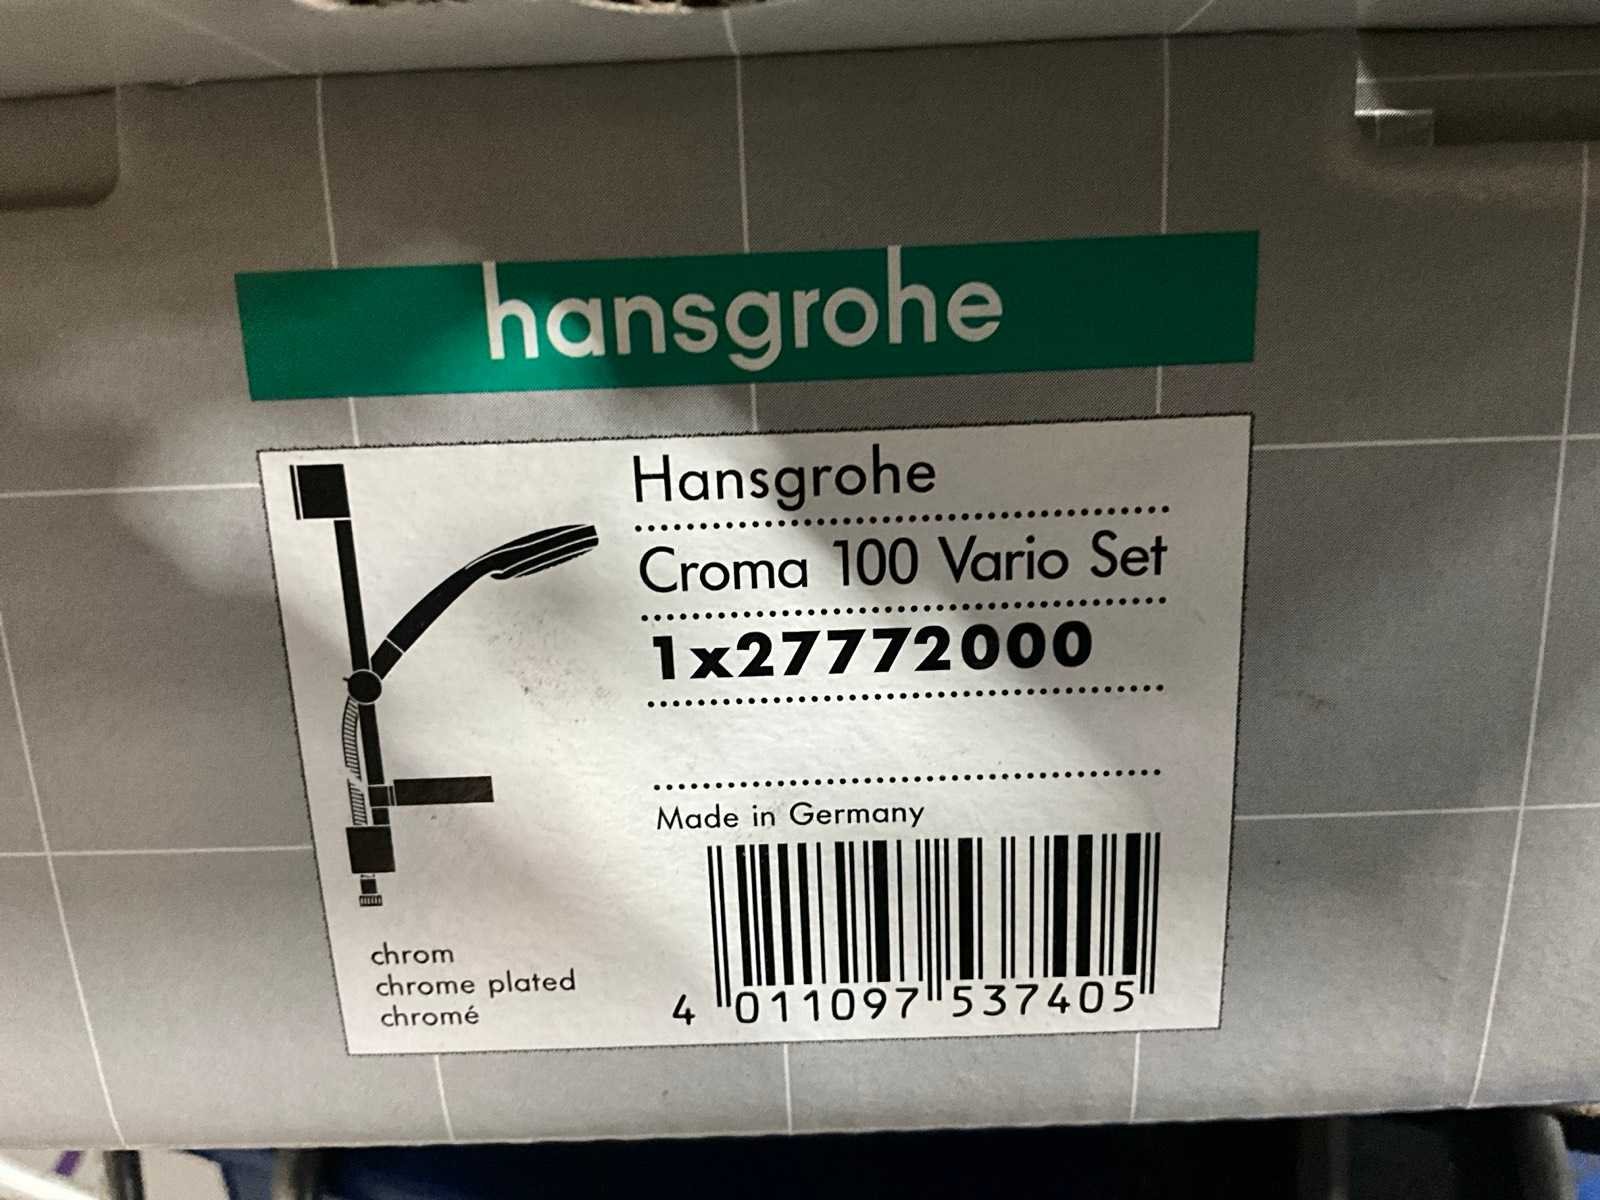 hansgrohe
Hansgrohe
Croma 100 Vario Set
1x27772000
Made in Germany
chrom
chrome plated
chromé
4 011097 537405